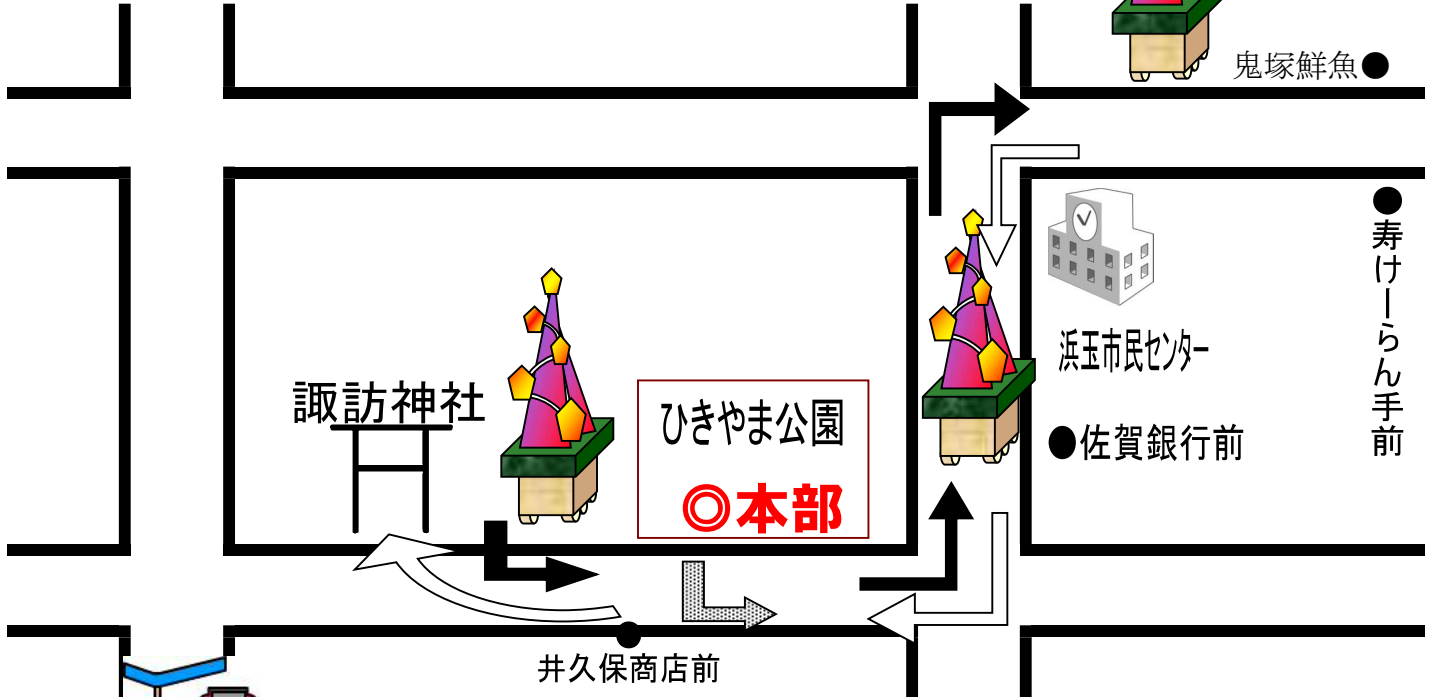 鬼塚鮮魚●
●寿けーらん手前
浜玉市民センター
●佐賀銀行前
諏訪神社
ひきやま公園
◎本部
井久保商店前